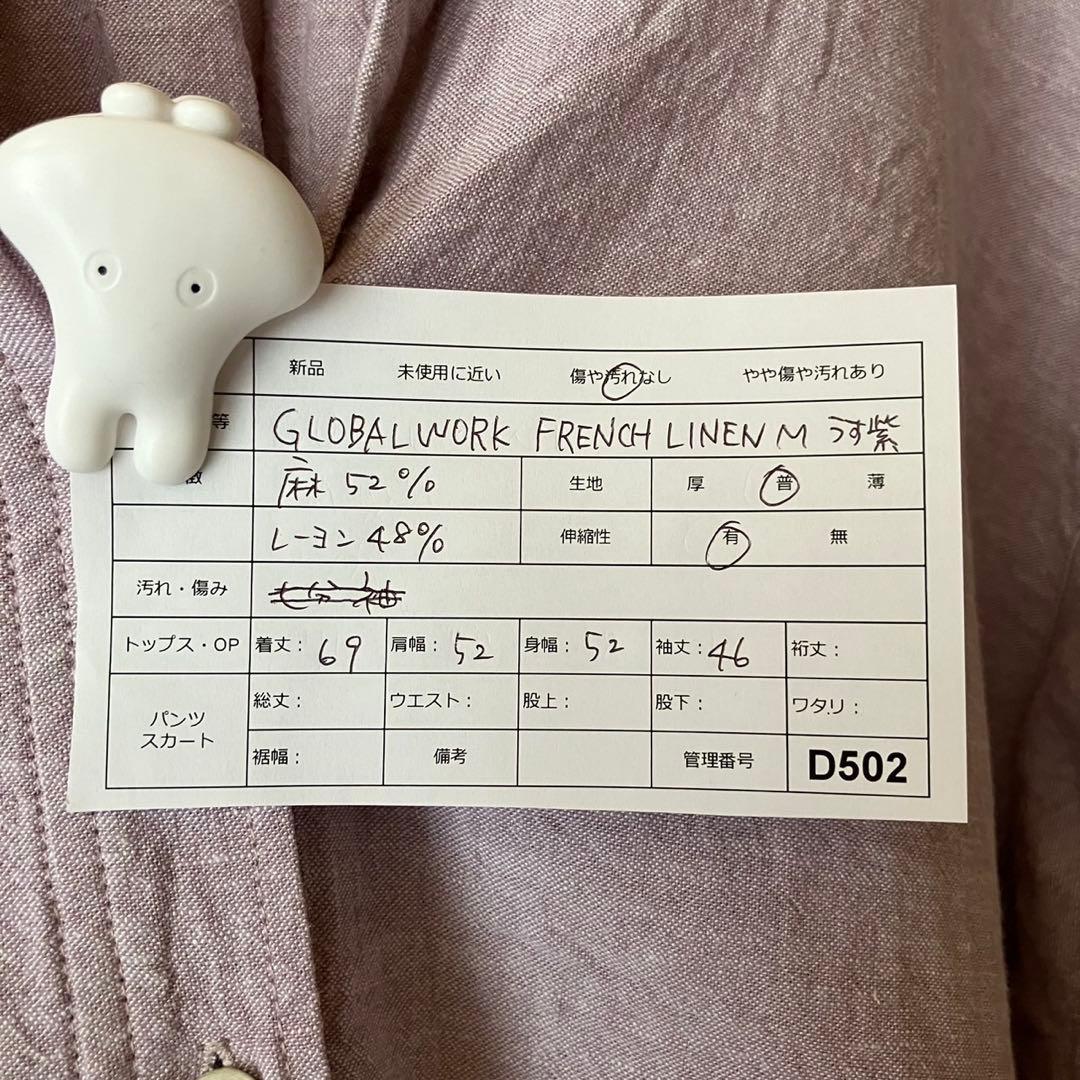 新品 未使用に近い 傷や汚れなし やや傷や汚れあり
等 GLOBALWORK FRENCH LINEN M うす紫
徴 麻 52% 生地 厚 普 薄
レーヨン 48% 伸縮性 有 無
汚れ・傷み
トップス・OP 着丈: 69 肩幅: 52 身幅: 52 袖丈: 46 裄丈:
パンツ スカート 総丈: ウエスト: 股上: 股下: ワタリ:
裾幅: 備考 管理番号 D502